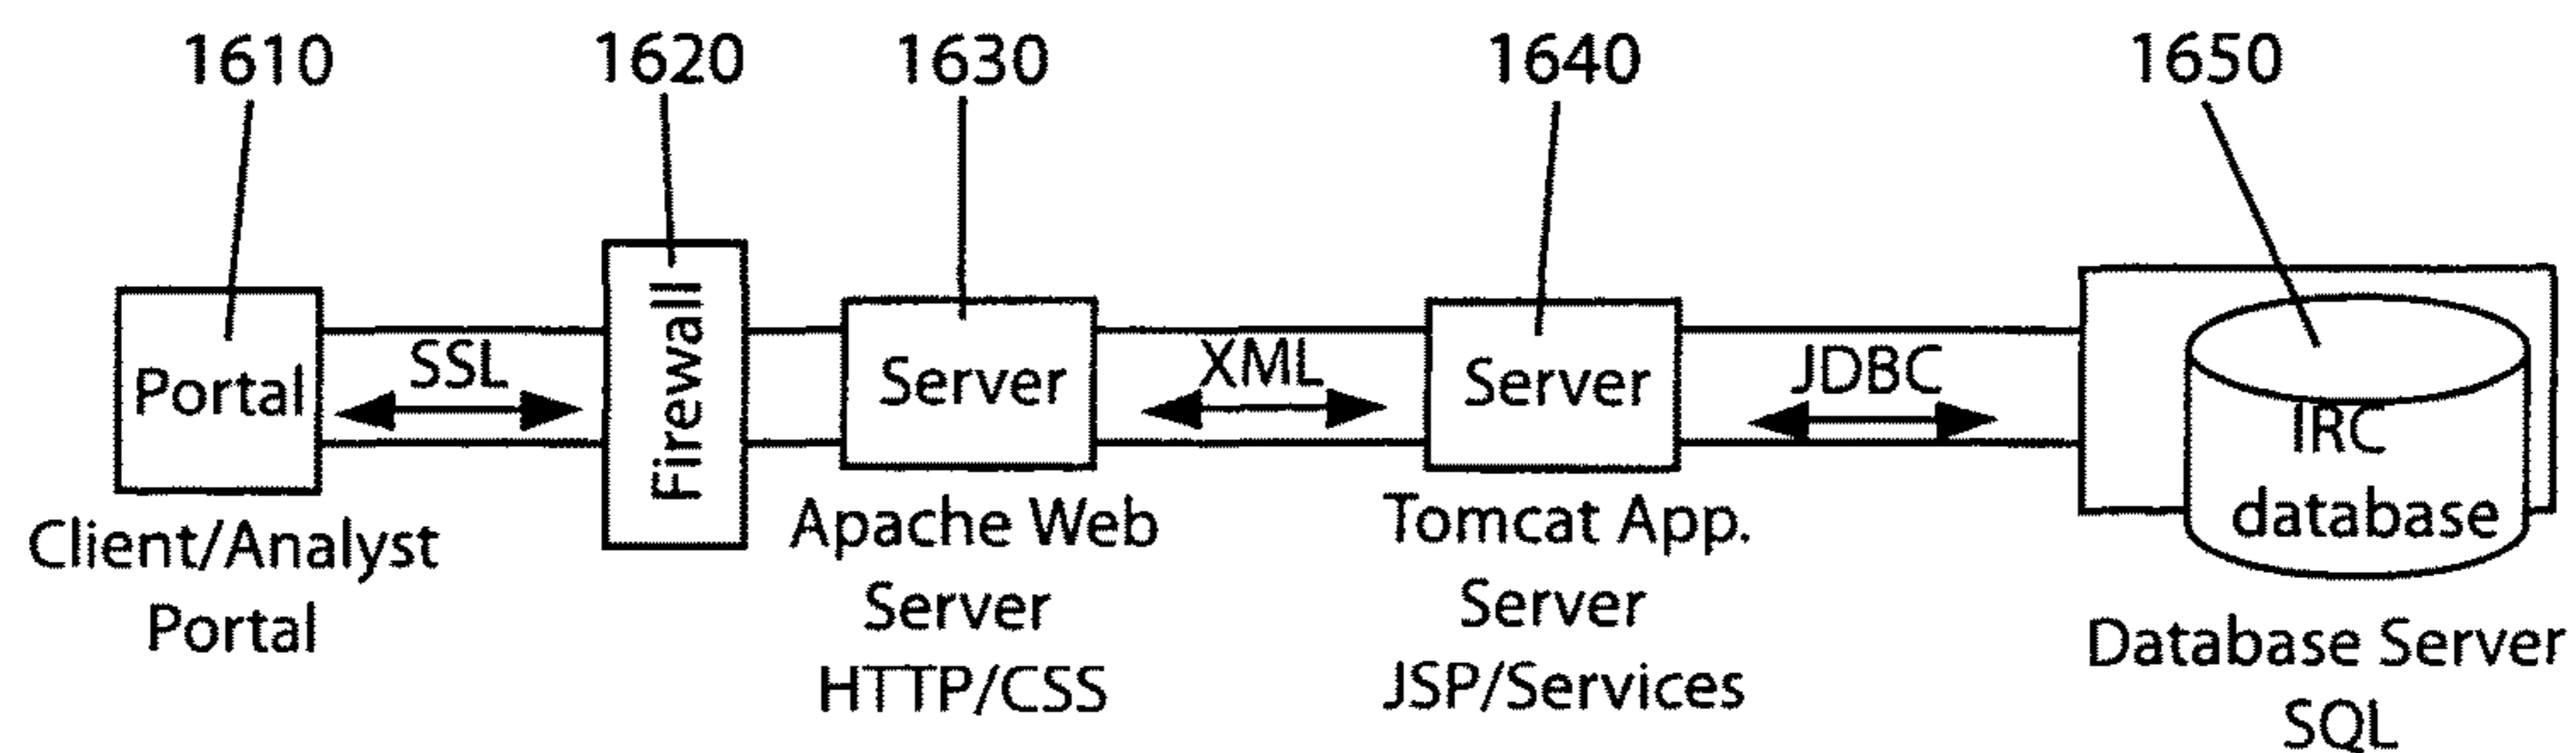 1610
1620
1630
1640
1650
Portal
SSL
Firewall
Server
XML
Server
JDBC
IRC
database
Client/Analyst
Portal
Apache Web
Server
HTTP/CSS
Tomcat App.
Server
JSP/Services
Database Server
SQL